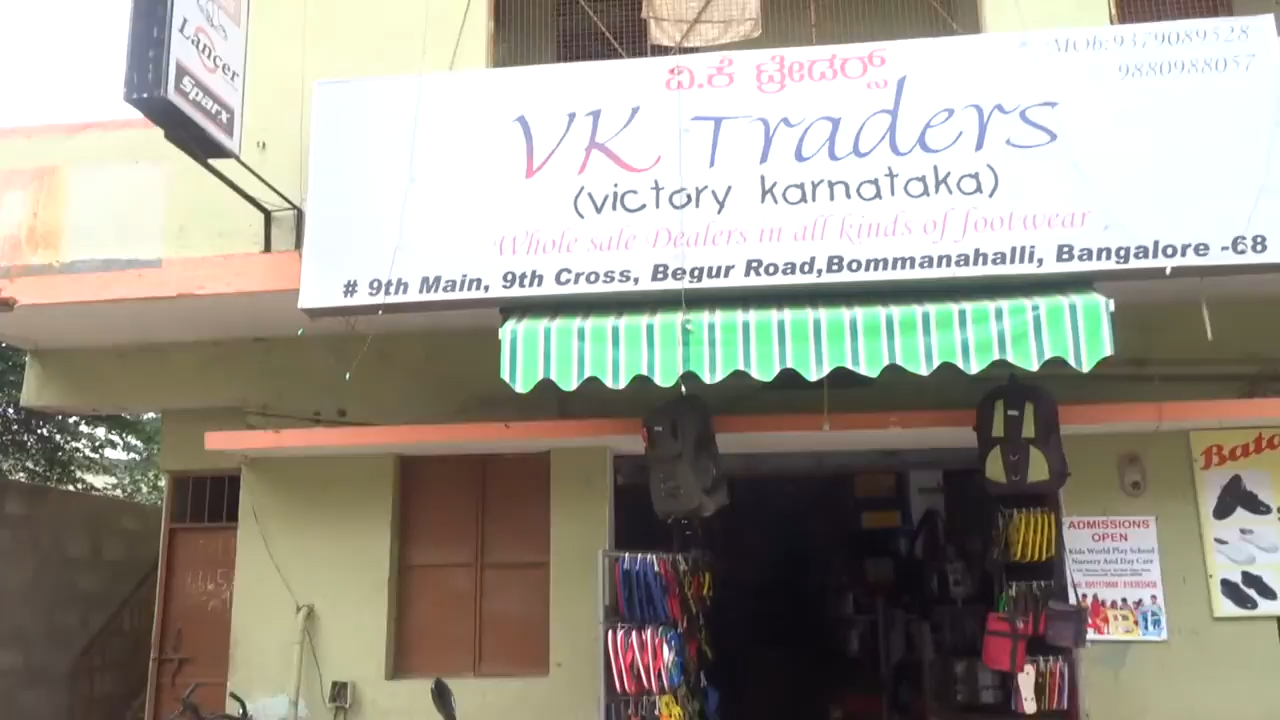 Lancer
Sparx
ವಿ.ಕೆ ಟ್ರೇಡರ್ಸ್
MOb:9379089528
9880988057
VK Traders
(victory karnataka)
Whole sale Dealers in all kinds of footwear
# 9th Main, 9th Cross, Begur Road,Bommanahalli, Bangalore -68
Bata
ADMISSIONS
OPEN
Kids World Play School
Nursery And Day Care